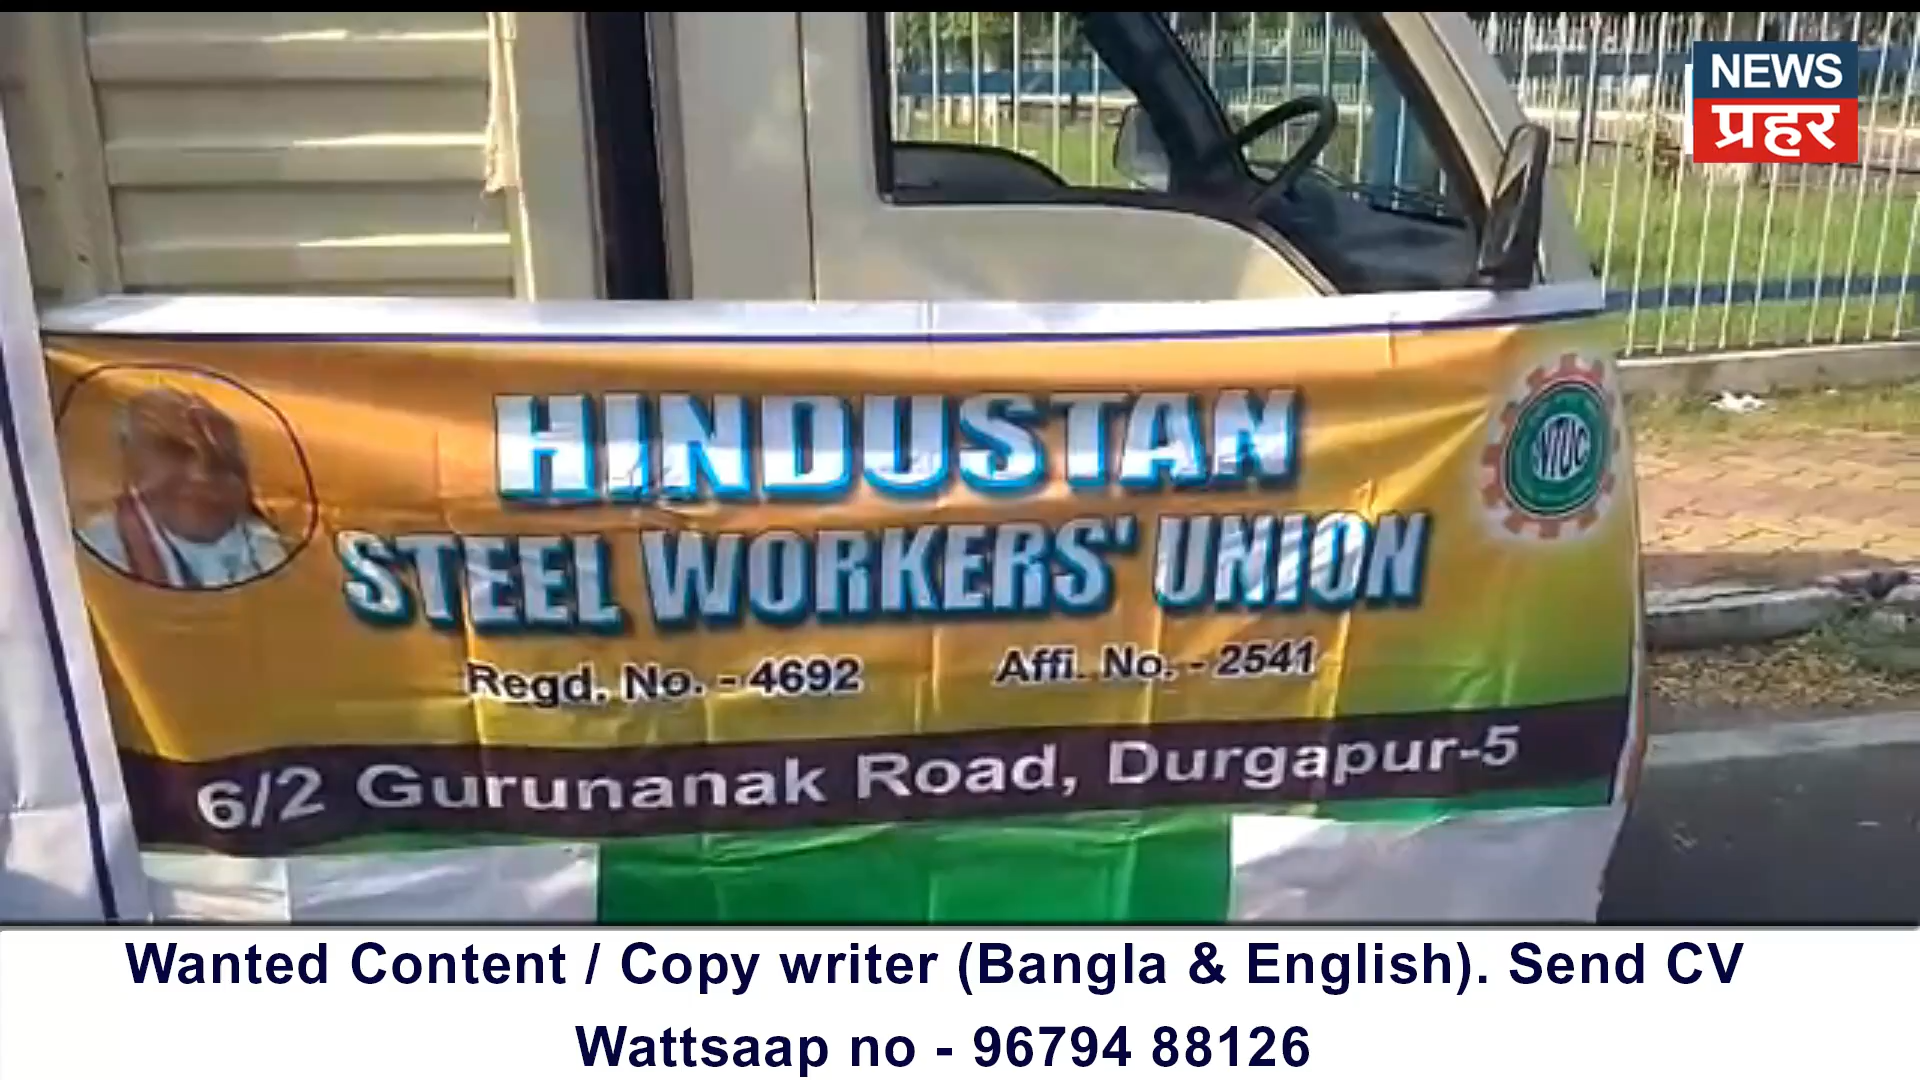 NEWS
प्रहर
HINDUSTAN
STEEL WORKERS' UNION
Regd. No. - 4692 Affi. No. - 2541
6/2 Gurunanak Road, Durgapur-5
Wanted Content / Copy writer (Bangla & English). Send CV
Wattsaap no - 96794 88126